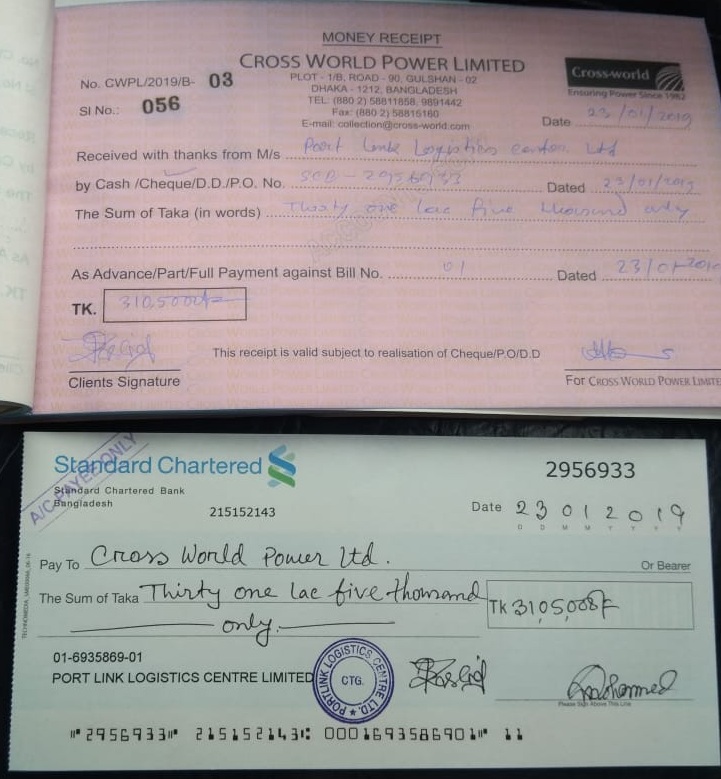 MONEY RECEIPT
CROSS WORLD POWER LIMITED
PLOT - 1/B, ROAD - 90, GULSHAN - 02
DHAKA - 1212, BANGLADESH
TEL: (880 2) 58811858, 9891442
Fax: (880 2) 58815160
E-mail: collection@cross-world.com
No. CWPL/2019/B- 03
Sl No.: 056
Cross-world
Ensuring Power Since 1982
Date 23/01/2019
Received with thanks from M/s Port Link Logistics center Ltd
by Cash /Cheque/D.D./P.O. No. SCB - Dated 23/01/2019
The Sum of Taka (in words) Thirty one lac five thousand only
As Advance/Part/Full Payment against Bill No. 01 Dated 23/01/2019
TK. 3105000/=
Clients Signature
This receipt is valid subject to realisation of Cheque/P.O/D.D
For CROSS WORLD POWER LIMITE
A/C PAYEE ONLY
Standard Chartered
Standard Chartered Bank
Bangladesh
215152143
2956933
Date 23012019
Pay To Cross World Power Ltd.
Or Bearer
The Sum of Taka Thirty one lac five thousand
only.
TK
01-6935869-01
PORT LINK LOGISTICS CENTRE LIMITED
PORTLINK LOGISTICS CENTRE LTD.
CTG.
Please Sign Above This Line
⑈2956933⑈ 215152143⑆ 0001693586901⑈ 11